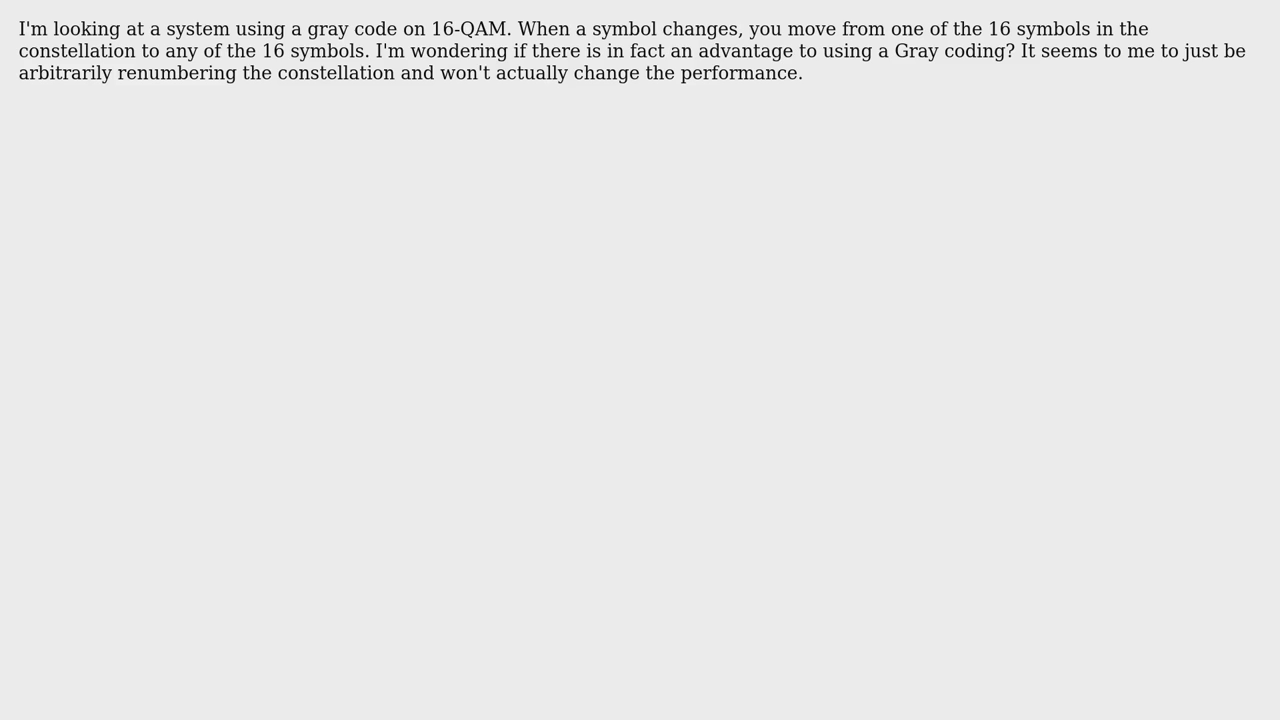 I'm looking at a system using a gray code on 16-QAM. When a symbol changes, you move from one of the 16 symbols in the
constellation to any of the 16 symbols. I'm wondering if there is in fact an advantage to using a Gray coding? It seems to me to just be
arbitrarily renumbering the constellation and won't actually change the performance.